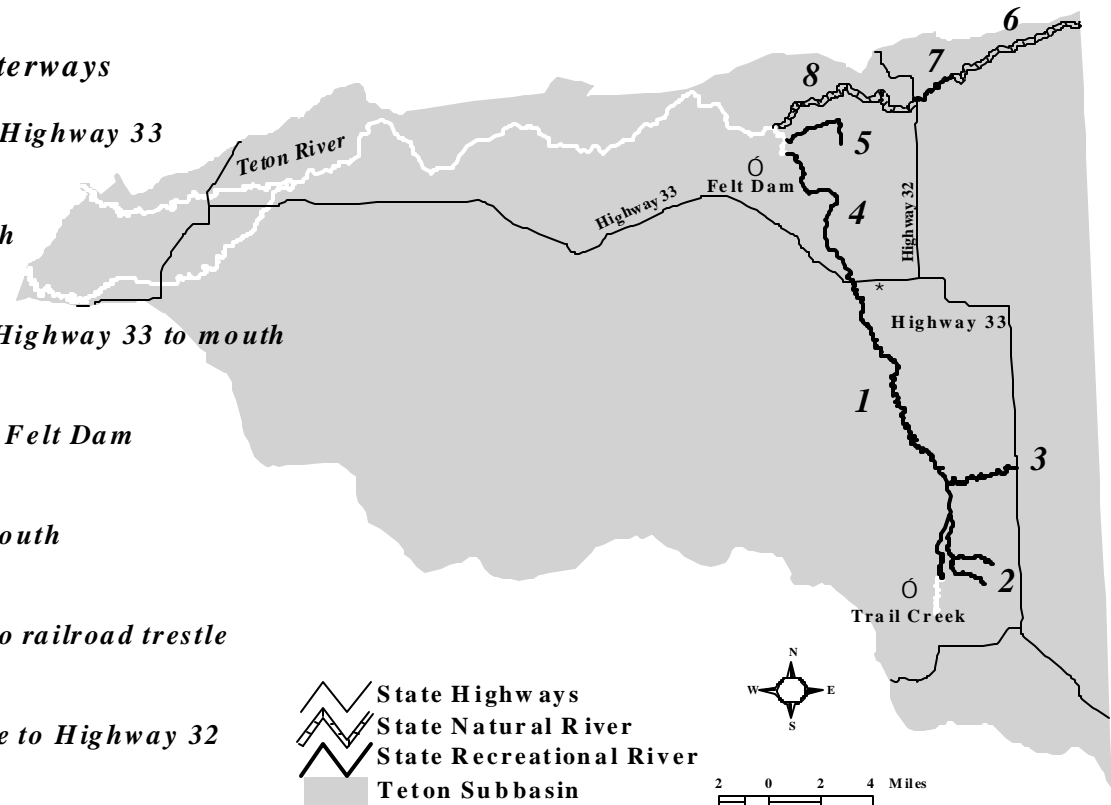 terways
Highway 33
h
Highway 33 to mouth
Felt Dam
outh
o railroad trestle
e to Highway 32
6
7
8
5
Teton River
Ó
Felt Dam
Highway 33
4
Highway 32
*
Highway 33
1
3
2
Ó
Trail Creek
N
W E
S
State Highways
State Natural River
State Recreational River
Teton Subbasin
2 0 2 4 Miles